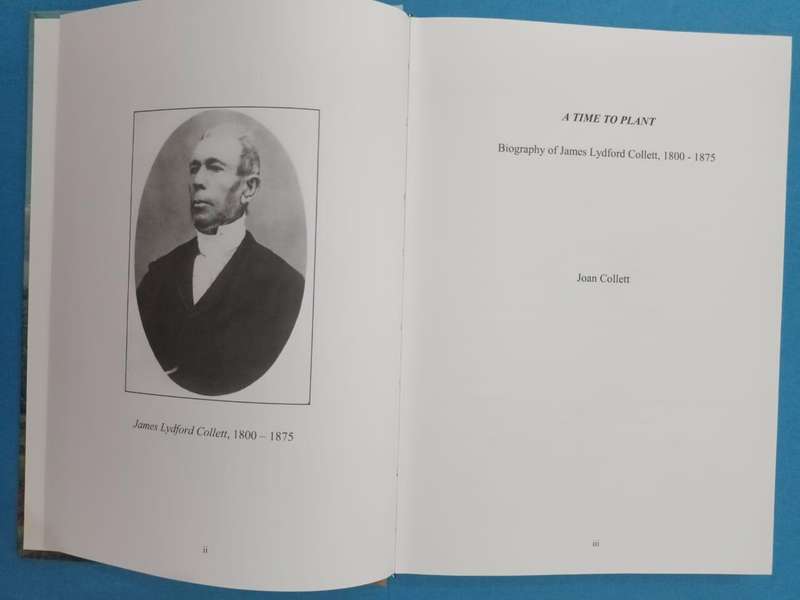 James Lydford Collett, 1800 – 1875
ii
A TIME TO PLANT
Biography of James Lydford Collett, 1800 - 1875
Joan Collett
iii